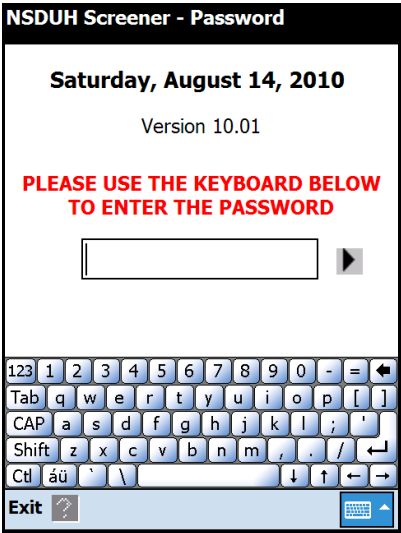 NSDUH Screener - Password
Saturday, August 14, 2010
Version 10.01
PLEASE USE THE KEYBOARD BELOW
TO ENTER THE PASSWORD
123 1 2 3 4 5 6 7 8 9 0 - =
Tab q w e r t y u i o p [ ]
CAP a s d f g h j k l ; '
Shift z x c v b n m , . /
Ctl áü ` \
Exit ?